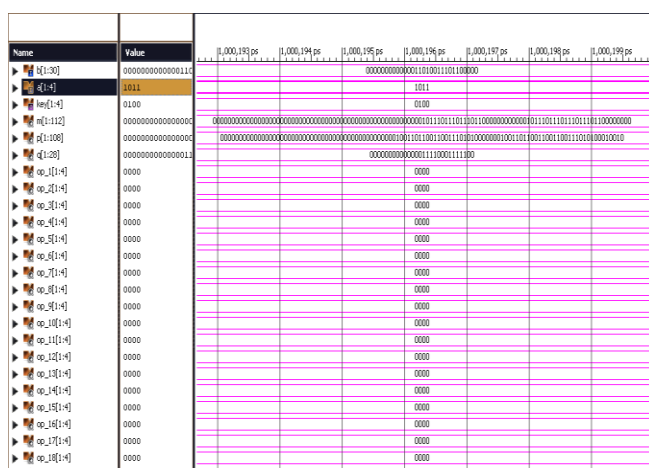 Name Value 1,000,193 ps 1,000,194 ps 1,000,195 ps 1,000,196 ps 1,000,197 ps 1,000,198 ps 1,000,199 ps
b[1:30] 000000000000011010011101100000
a[1:4] 1011 1011
key[1:4] 0100 0100
m[1:112]
p[1:108]
q[1:28] 0000000000000011110001111100
op_1[1:4] 0000 0000
op_2[1:4] 0000 0000
op_3[1:4] 0000 0000
op_4[1:4] 0000 0000
op_5[1:4] 0000 0000
op_6[1:4] 0000 0000
op_7[1:4] 0000 0000
op_8[1:4] 0000 0000
op_9[1:4] 0000 0000
op_10[1:4] 0000 0000
op_11[1:4] 0000 0000
op_12[1:4] 0000 0000
op_13[1:4] 0000 0000
op_14[1:4] 0000 0000
op_15[1:4] 0000 0000
op_16[1:4] 0000 0000
op_17[1:4] 0000 0000
op_18[1:4] 0000 0000